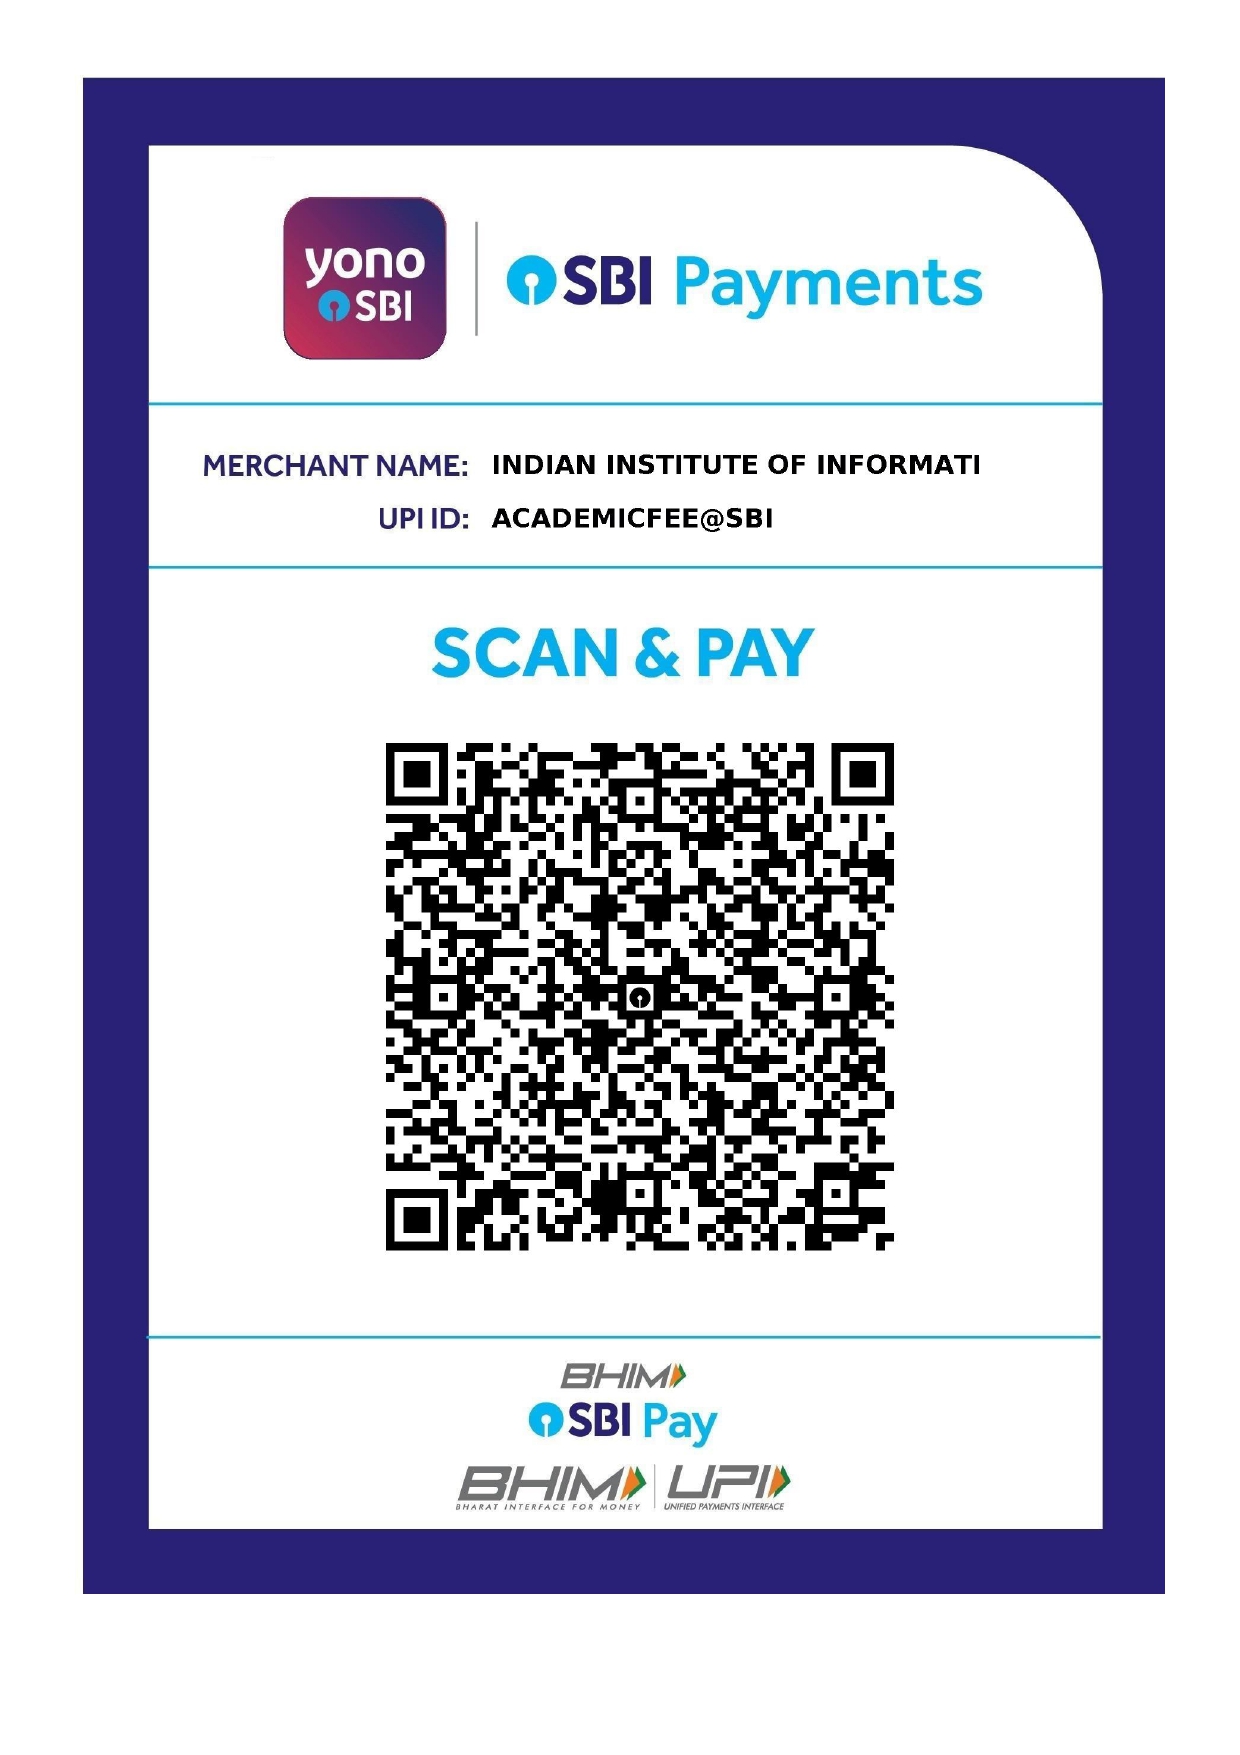 yono
SBI
SBI Payments
MERCHANT NAME: INDIAN INSTITUTE OF INFORMATI
UPI ID: ACADEMICFEE@SBI
SCAN & PAY
BHIM
SBI Pay
BHIM UPI
BHARAT INTERFACE FOR MONEY UNIFIED PAYMENTS INTERFACE